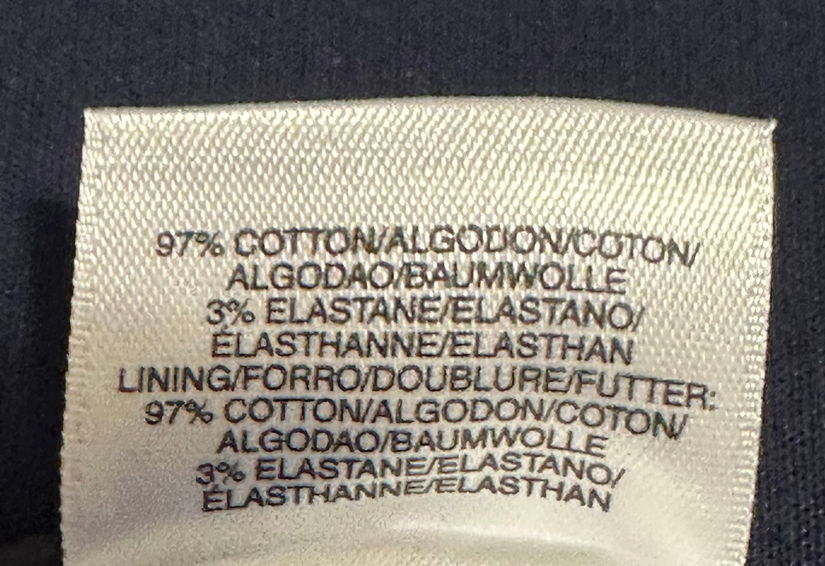 97% COTTON/ALGODON/COTON/
ALGODAO/BAUMWOLLE
3% ELASTANE/ELASTANO/
ÉLASTHANNE/ELASTHAN
LINING/FORRO/DOUBLURE/FUTTER:
97% COTTON/ALGODON/COTON/
ALGODAO/BAUMWOLLE
3% ELASTANE/ELASTANO/
ÉLASTHANNE/ELASTHAN